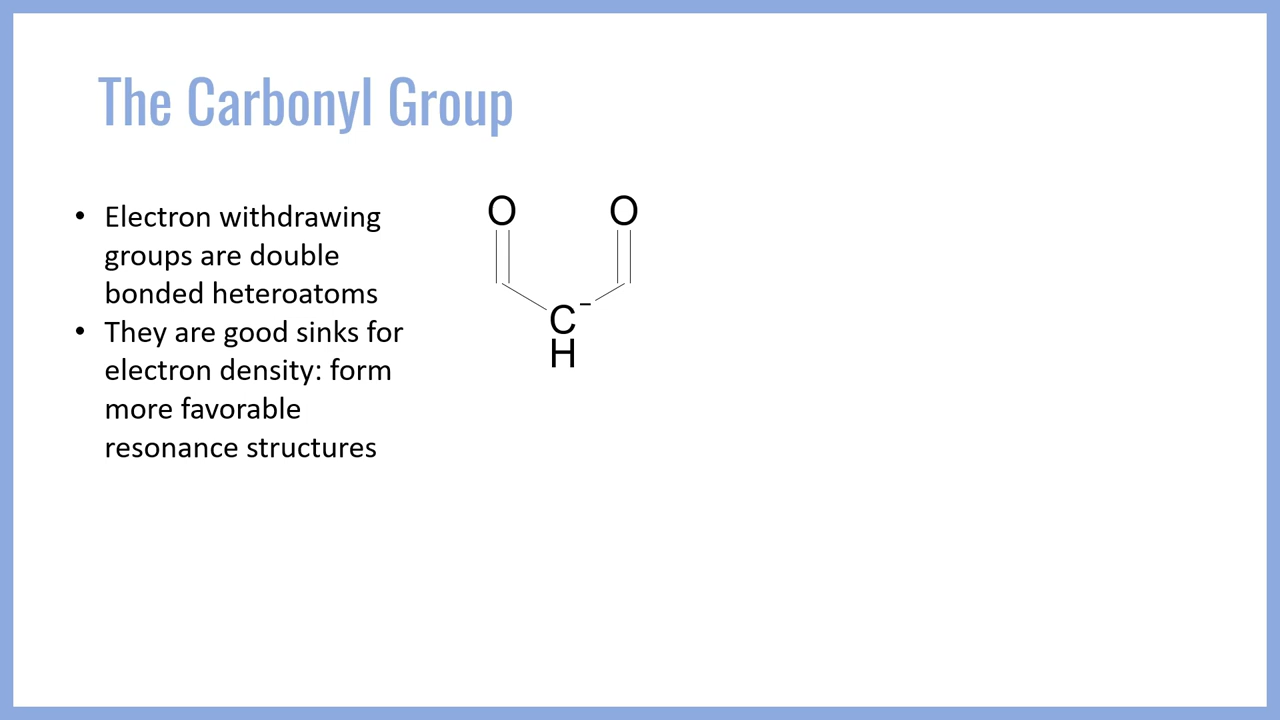 The Carbonyl Group
• Electron withdrawing
groups are double
bonded heteroatoms
• They are good sinks for
electron density: form
more favorable
resonance structures
O O
C−
H